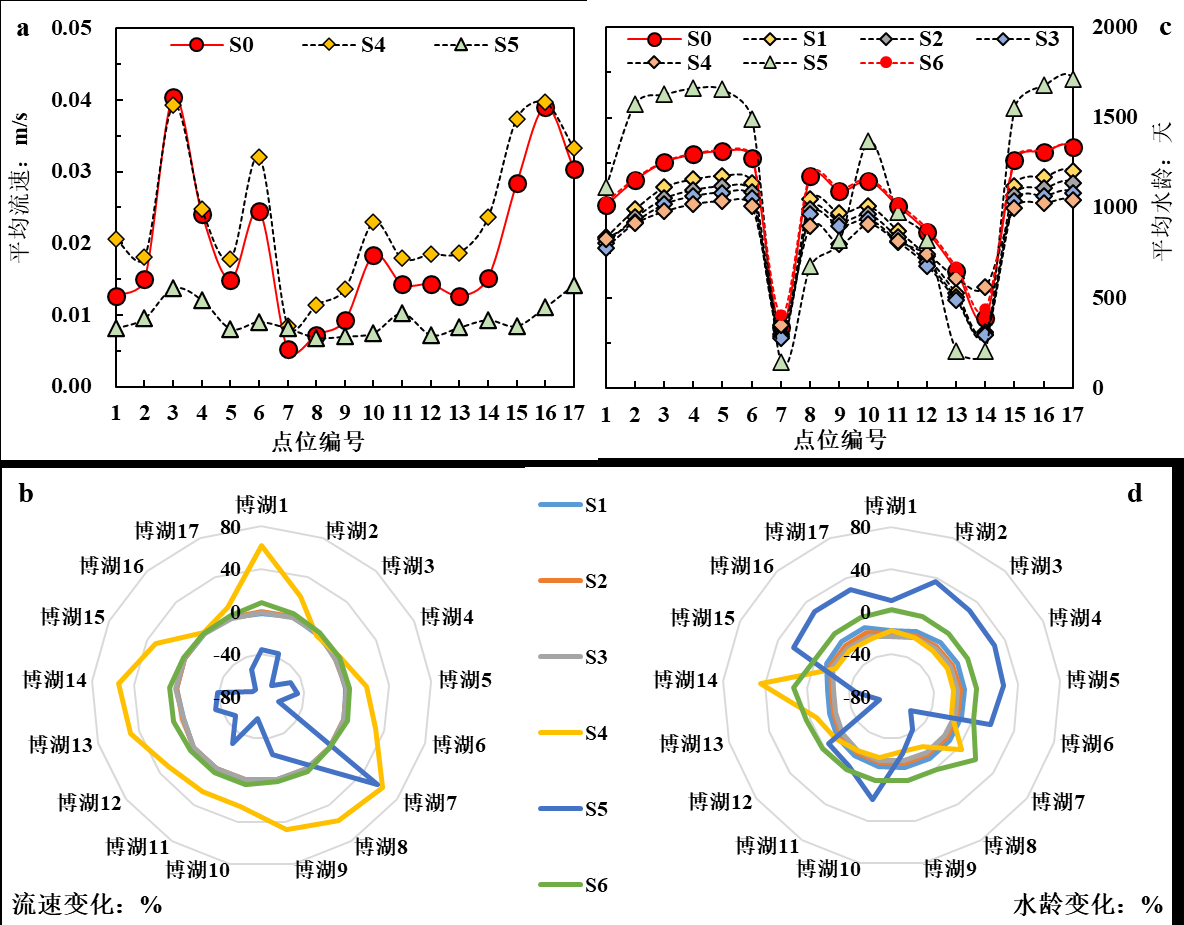 a
S0 S4 S5
0.05
0.04
0.03
0.02
0.01
0.00
平均流速：m/s
1 2 3 4 5 6 7 8 9 10 11 12 13 14 15 16 17
点位编号
c
S0 S1 S2 S3
S4 S5 S6
2000
1500
1000
500
0
平均水龄：天
1 2 3 4 5 6 7 8 9 10 11 12 13 14 15 16 17
点位编号
b
博湖1
博湖2
博湖3
博湖4
博湖5
博湖6
博湖7
博湖8
博湖9
博湖10
博湖11
博湖12
博湖13
博湖14
博湖15
博湖16
博湖17
80
40
0
-40
-80
流速变化：%
S1
S2
S3
S4
S5
S6
d
博湖1
博湖2
博湖3
博湖4
博湖5
博湖6
博湖7
博湖8
博湖9
博湖10
博湖11
博湖12
博湖13
博湖14
博湖15
博湖16
博湖17
80
40
0
-40
-80
水龄变化：%